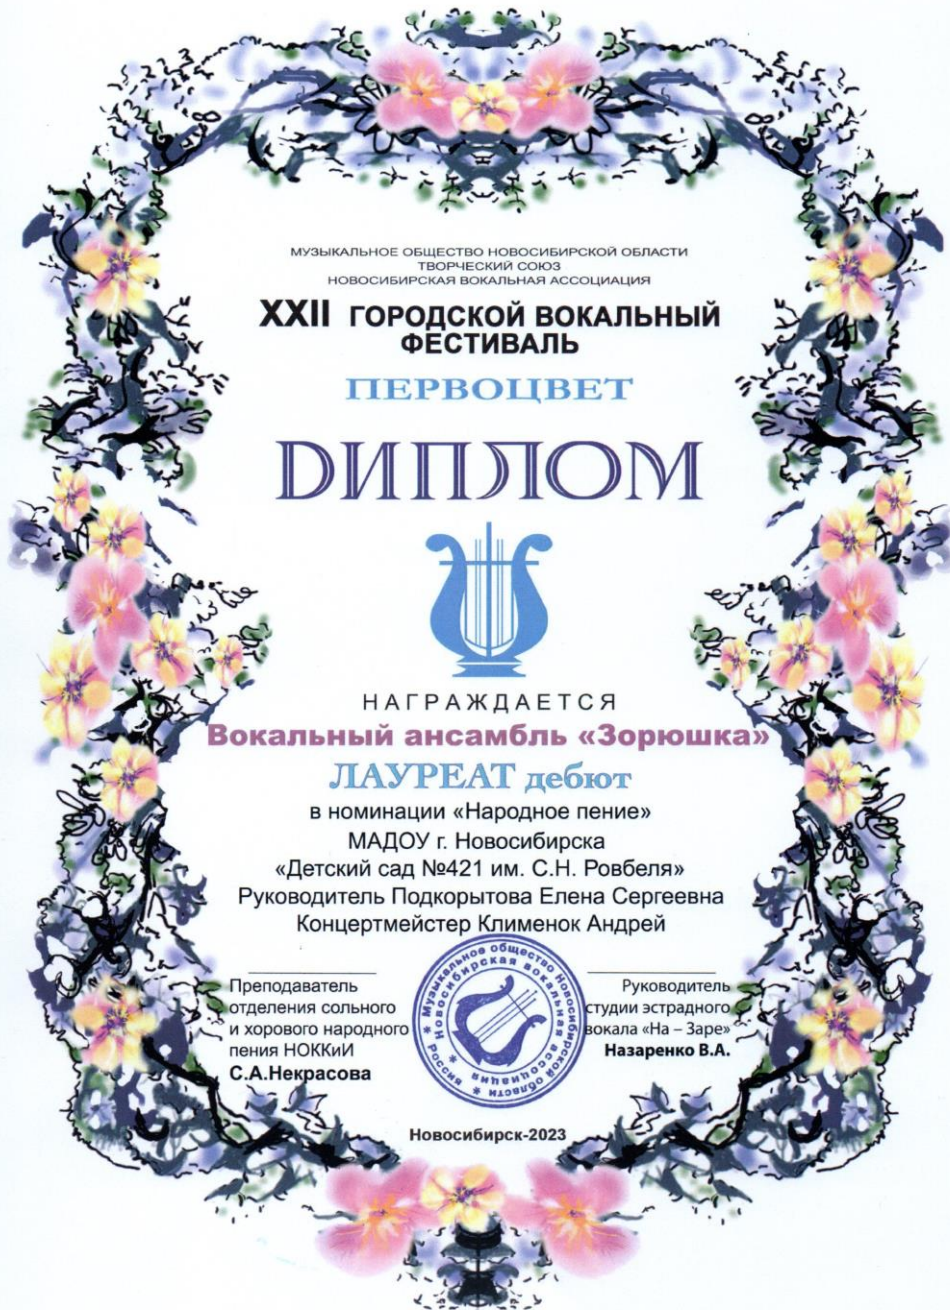 МУЗЫКАЛЬНОЕ ОБЩЕСТВО НОВОСИБИРСКОЙ ОБЛАСТИ
ТВОРЧЕСКИЙ СОЮЗ
НОВОСИБИРСКАЯ ВОКАЛЬНАЯ АССОЦИАЦИЯ
XXII ГОРОДСКОЙ ВОКАЛЬНЫЙ
ФЕСТИВАЛЬ
ПЕРВОЦВЕТ
ДИПЛОМ
НАГРАЖДАЕТСЯ
Вокальный ансамбль «Зорюшка»
ЛАУРЕАТ дебют
в номинации «Народное пение»
МАДОУ г. Новосибирска
«Детский сад №421 им. С.Н. Ровбеля»
Руководитель Подкорытова Елена Сергеевна
Концертмейстер Клименок Андрей
Преподаватель
отделения сольного
и хорового народного
пения НОККиИ
С.А.Некрасова
Музыкальное общество Новосибирской области * Россия *
Новосибирская вокальная ассоциация *
Руководитель
студии эстрадного
вокала «На – Заре»
Назаренко В.А.
Новосибирск-2023